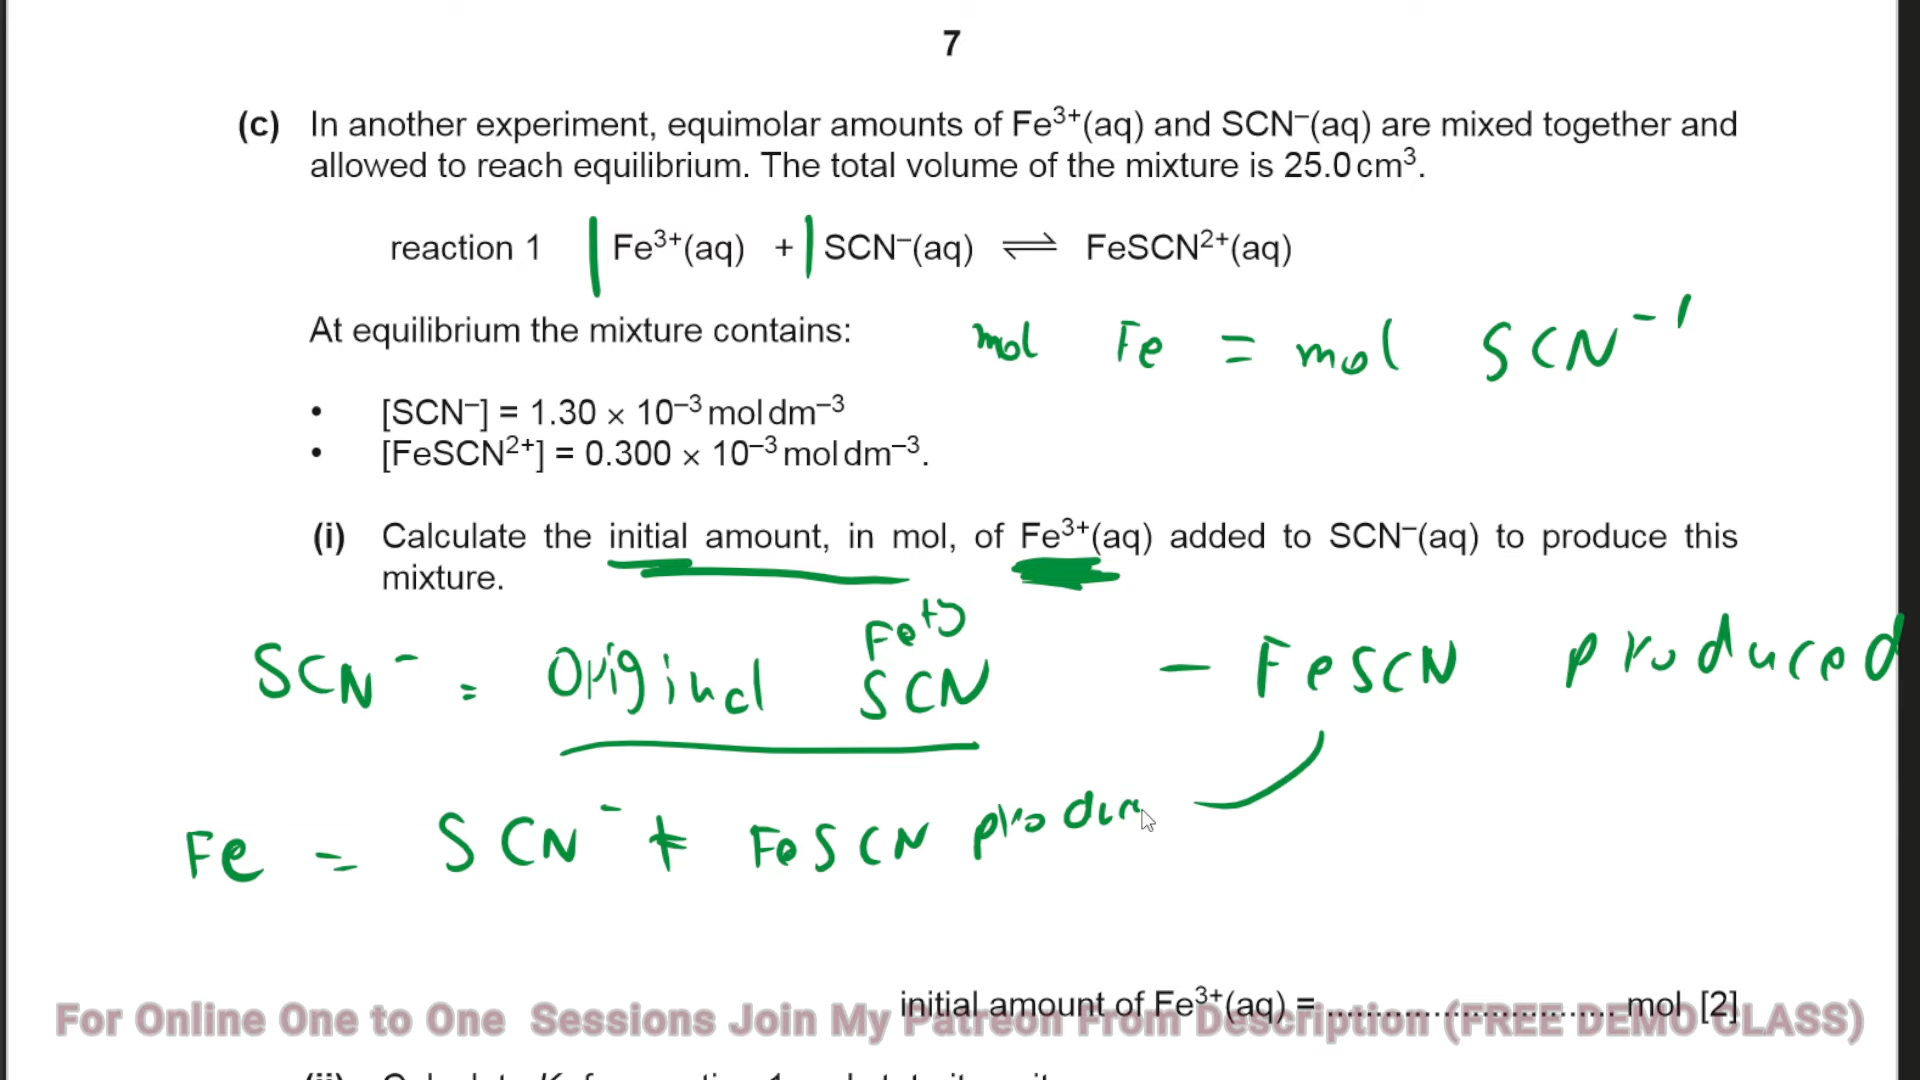 7
(c) In another experiment, equimolar amounts of Fe³⁺(aq) and SCN⁻(aq) are mixed together and
allowed to reach equilibrium. The total volume of the mixture is 25.0 cm³.
reaction 1 | Fe³⁺(aq) + | SCN⁻(aq) ⇌ FeSCN²⁺(aq)
At equilibrium the mixture contains:
mol Fe = mol SCN⁻¹
• [SCN⁻] = 1.30 × 10⁻³ mol dm⁻³
• [FeSCN²⁺] = 0.300 × 10⁻³ mol dm⁻³.
(i) Calculate the initial amount, in mol, of Fe³⁺(aq) added to SCN⁻(aq) to produce this
mixture.
Fe⁺³
SCN⁻ = Original SCN - FeSCN produced
Fe = SCN⁻ + FeSCN produc
initial amount of Fe³⁺(aq) = .............................. mol [2]
For Online One to One Sessions Join My Patreon From Description (FREE DEMO CLASS)